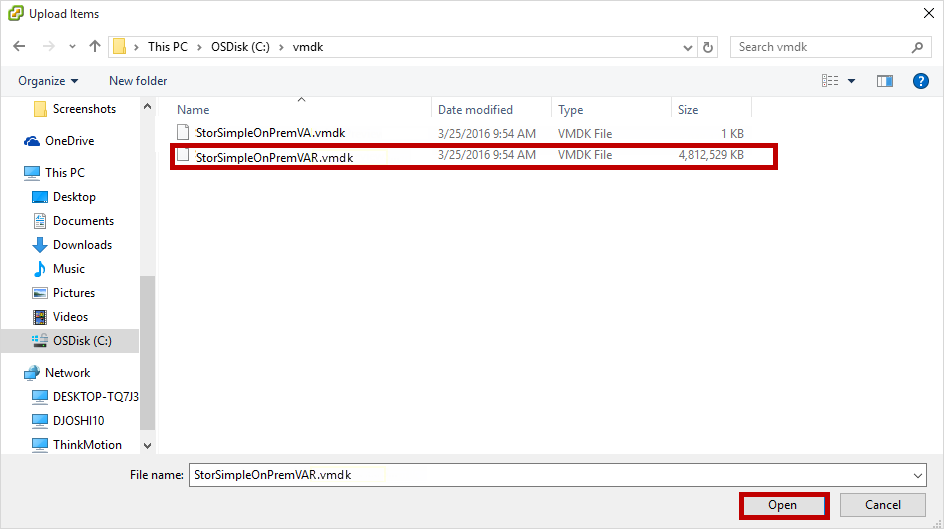 Upload Items
This PC > OSDisk (C:) > vmdk
Search vmdk
Organize New folder
?
Name Date modified Type Size
StorSimpleOnPremVA.vmdk 3/25/2016 9:54 AM VMDK File 1 KB
StorSimpleOnPremVAR.vmdk 3/25/2016 9:54 AM VMDK File 4,812,529 KB
Screenshots
OneDrive
This PC
Desktop
Documents
Downloads
Music
Pictures
Videos
OSDisk (C:)
Network
DESKTOP-TQ7J3
DJOSHI10
ThinkMotion
File name: StorSimpleOnPremVAR.vmdk
Open Cancel